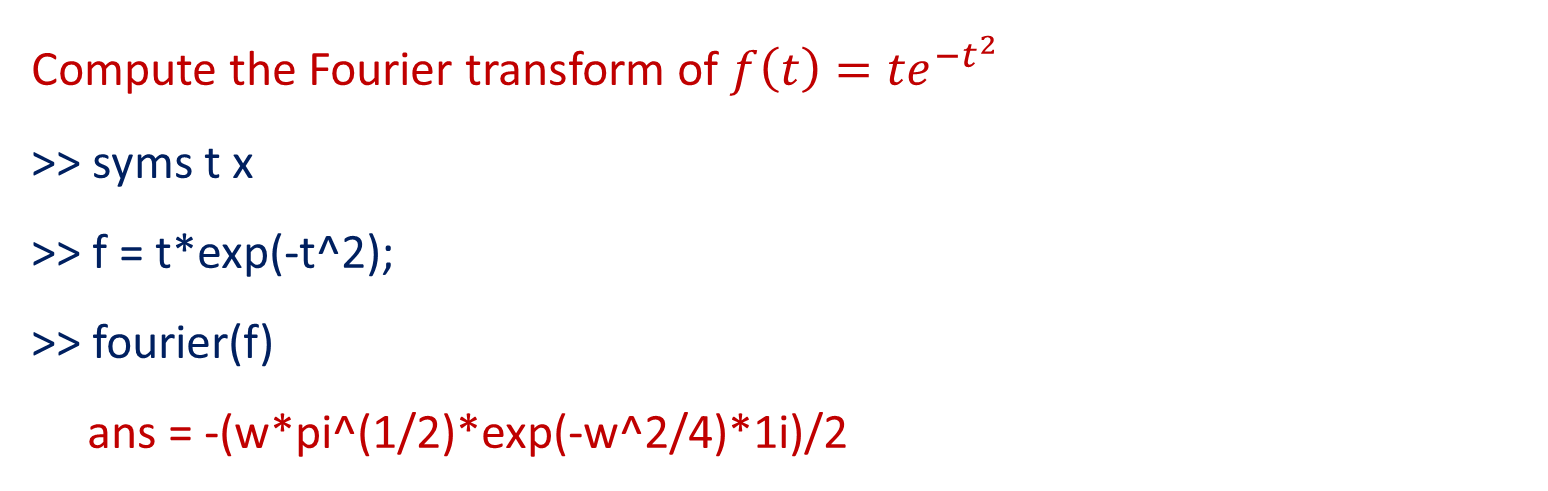 Compute the Fourier transform of 𝑓(𝑡) = 𝑡𝑒^{−𝑡^2}
>> syms t x
>> f = t*exp(-t^2);
>> fourier(f)
ans = -(w*pi^(1/2)*exp(-w^2/4)*1i)/2